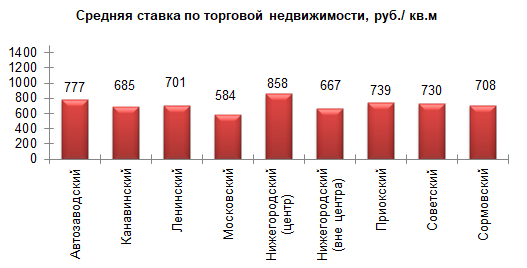 Средняя ставка по торговой недвижимости, руб./ кв.м
1400
1200
1000
800
600
400
200
0
777
685
701
584
858
667
739
730
708
Автозаводский
Канавинский
Ленинский
Московский
Нижегородский
(центр)
Нижегородский
(вне центра)
Приокский
Советский
Сормовский